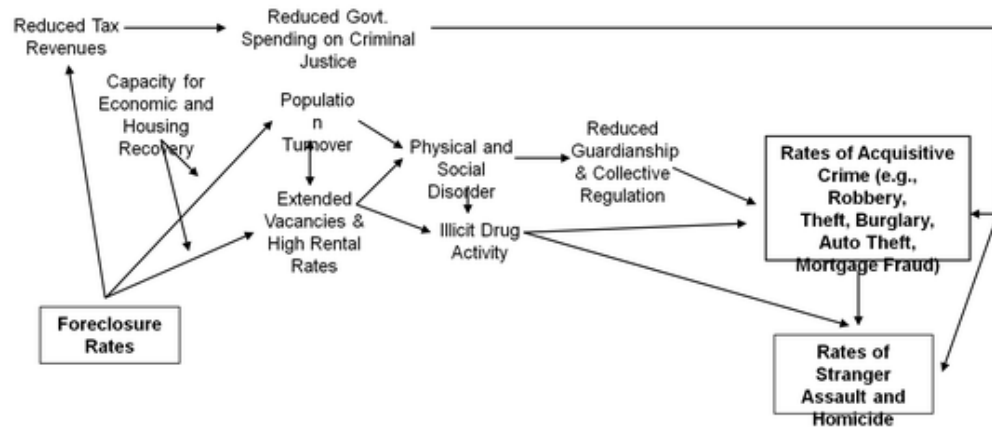 Reduced Tax
Revenues
Reduced Govt.
Spending on Criminal
Justice
Capacity for
Economic and
Housing
Recovery
Populatio
n
Turnover
Extended
Vacancies &
High Rental
Rates
Physical and
Social
Disorder
Illicit Drug
Activity
Reduced
Guardianship
& Collective
Regulation
Rates of Acquisitive
Crime (e.g.,
Robbery,
Theft, Burglary,
Auto Theft,
Mortgage Fraud)
Foreclosure
Rates
Rates of
Stranger
Assault and
Homicide